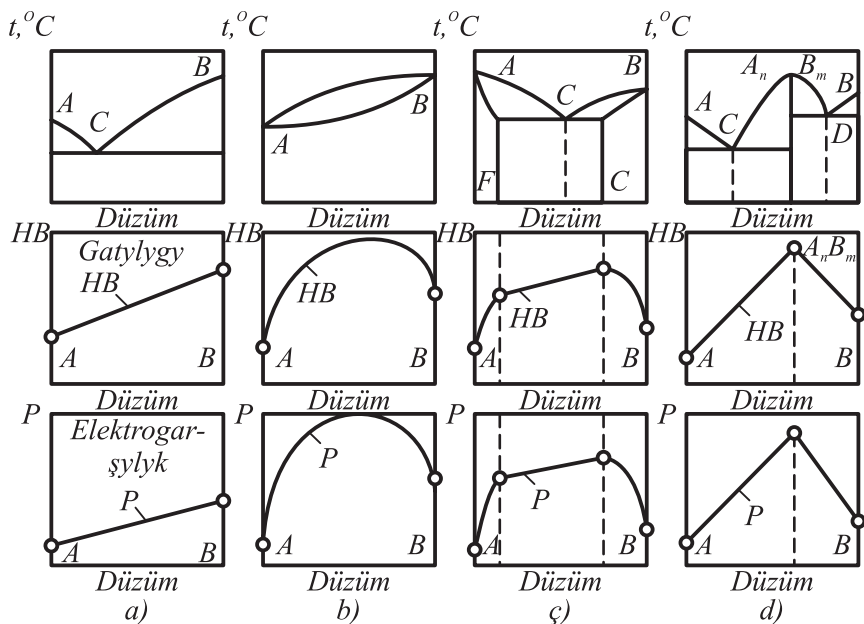 t,°C t,°C t,°C t,°C
A C B
A B
A C B F C
A C Aₙ Bₘ D B
Düzüm Düzüm Düzüm Düzüm
HB HB HB HB
Gatylygy
HB HB HB HB AₙBₘ
A B A B A B A
Düzüm Düzüm Düzüm Düzüm
P P P P
Elektrogar-
şylyk
P P P P
A B A B A B A B
Düzüm Düzüm Düzüm Düzüm
a) b) ç) d)